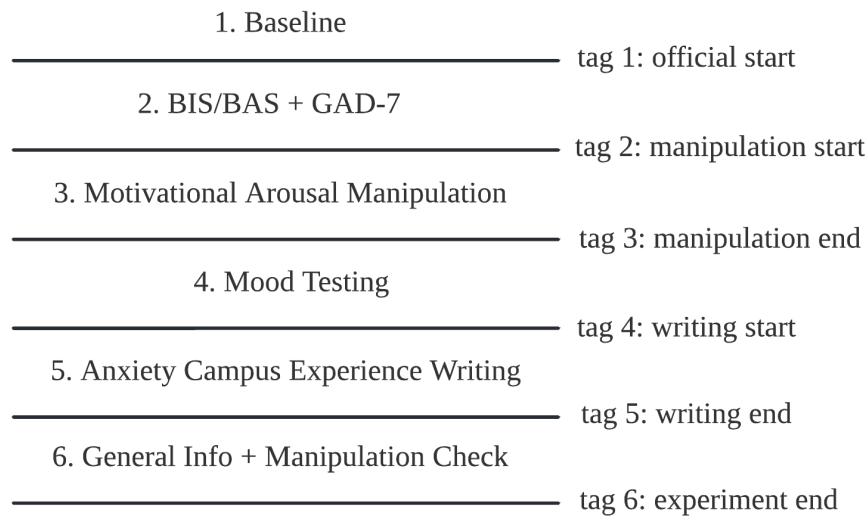 1. Baseline
tag 1: official start
2. BIS/BAS + GAD-7
tag 2: manipulation start
3. Motivational Arousal Manipulation
tag 3: manipulation end
4. Mood Testing
tag 4: writing start
5. Anxiety Campus Experience Writing
tag 5: writing end
6. General Info + Manipulation Check
tag 6: experiment end